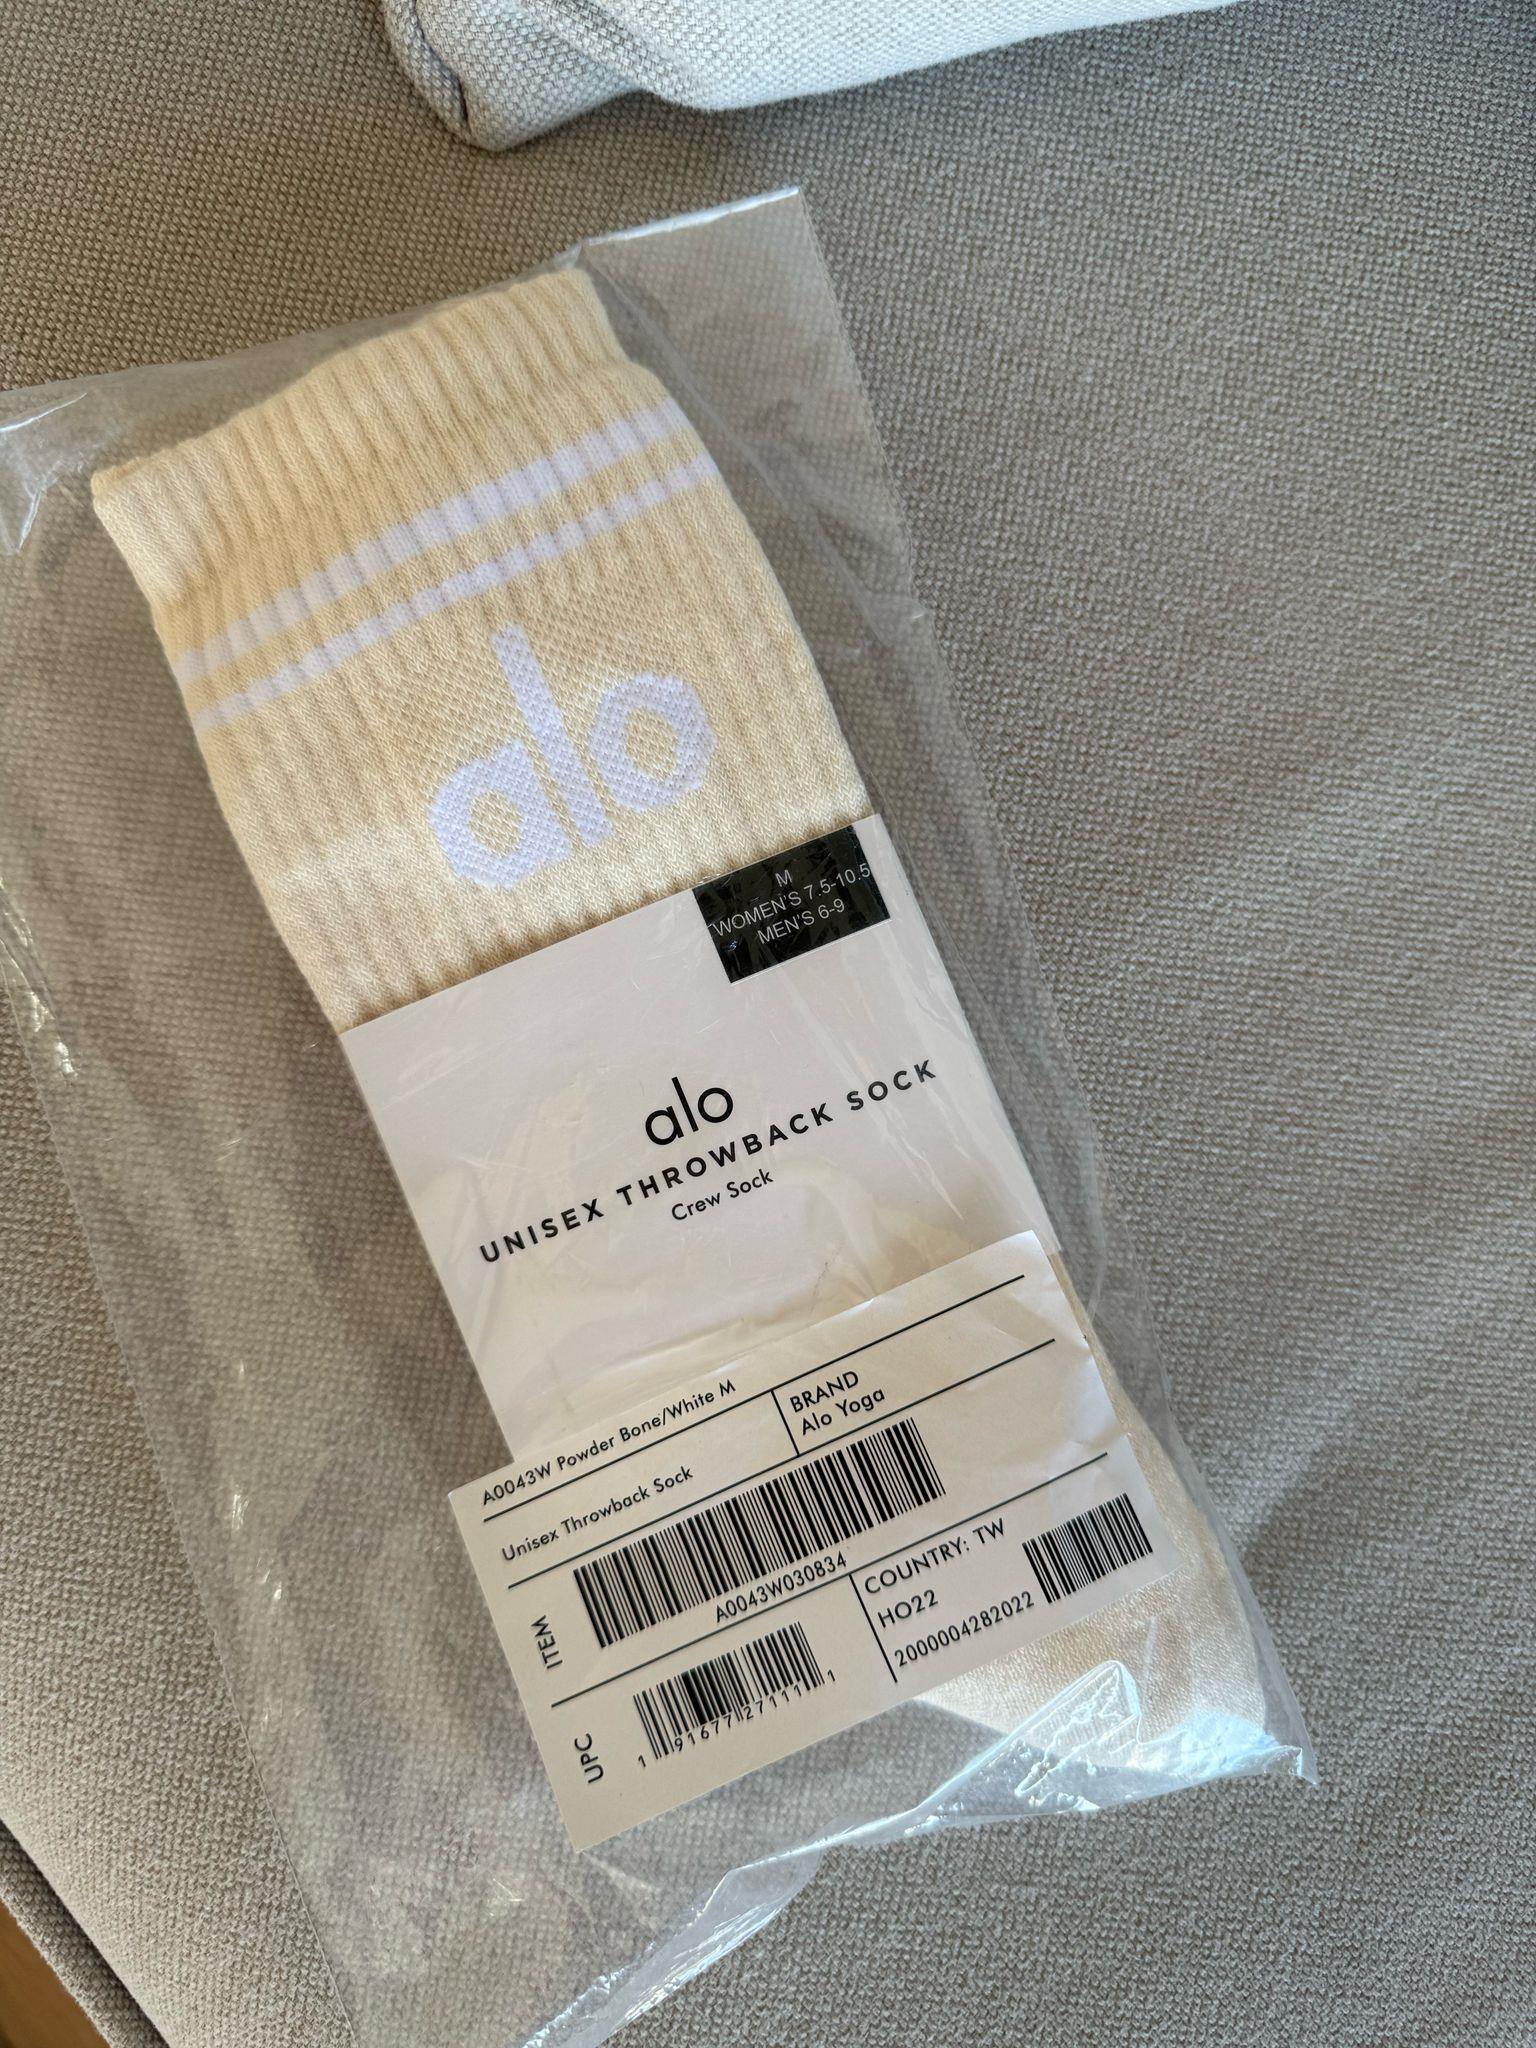 alo
M
WOMEN'S 7.5-10.5
MEN'S 6-9
alo
UNISEX THROWBACK SOCK
Crew Sock
A0043W Powder Bone/White M
BRAND
Alo Yoga
Unisex Throwback Sock
ITEM
A0043W030834
COUNTRY: TW
HO22
2000004282022
UPC
1 91677 27111 1